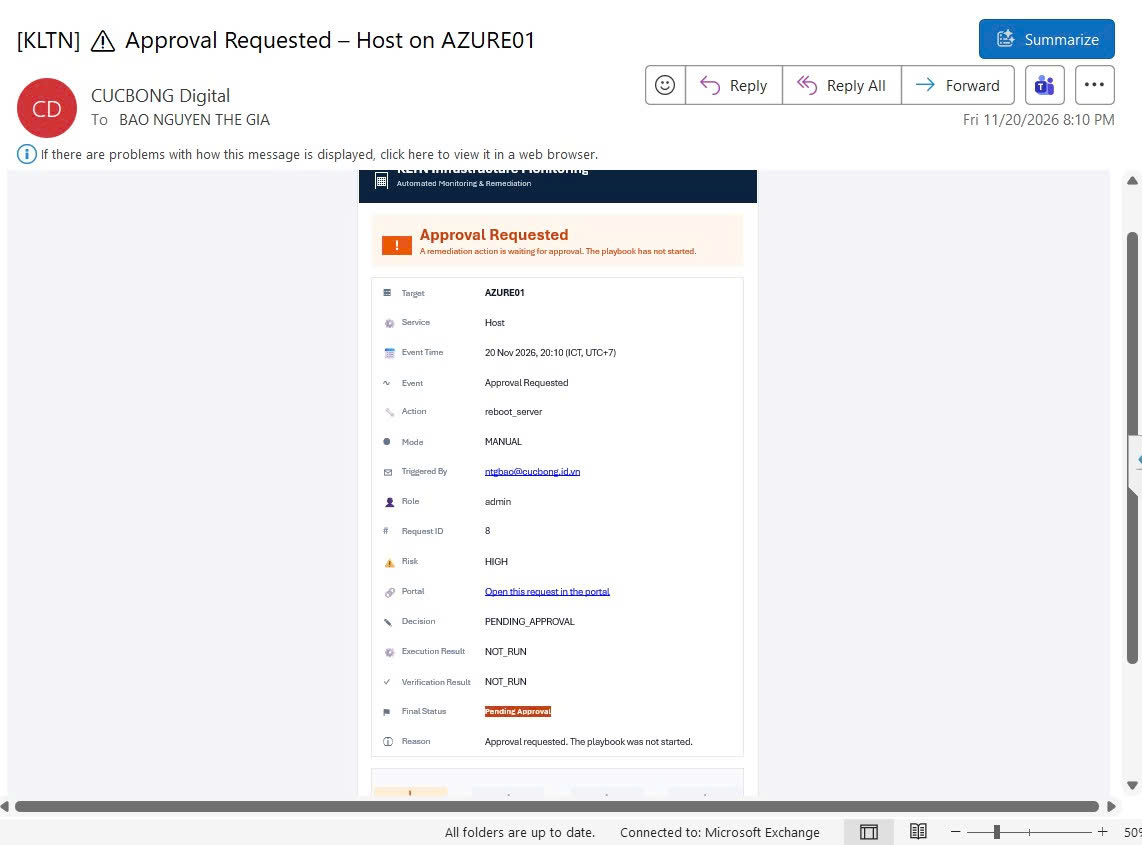 [KLTN] ⚠ Approval Requested – Host on AZURE01
Summarize
CD
CUCBONG Digital
To BAO NGUYEN THE GIA
Reply
Reply All
Forward
Fri 11/20/2026 8:10 PM
If there are problems with how this message is displayed, click here to view it in a web browser.
KLTN Infrastructure Monitoring
Automated Monitoring & Remediation
! Approval Requested
A remediation action is waiting for approval. The playbook has not started.
Target AZURE01
Service Host
Event Time 20 Nov 2026, 20:10 (ICT, UTC+7)
Event Approval Requested
Action reboot_server
Mode MANUAL
Triggered By ntgbao@cucbong.id.vn
Role admin
# Request ID 8
Risk HIGH
Portal Open this request in the portal
Decision PENDING_APPROVAL
Execution Result NOT_RUN
Verification Result NOT_RUN
Final Status Pending Approval
Reason Approval requested. The playbook was not started.
All folders are up to date. Connected to: Microsoft Exchange
50%